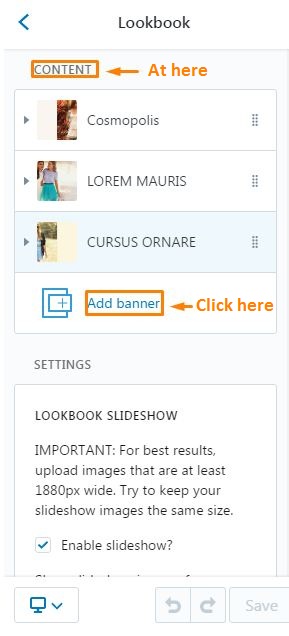 Lookbook
CONTENT At here
Cosmopolis
LOREM MAURIS
CURSUS ORNARE
Add banner Click here
SETTINGS
LOOKBOOK SLIDESHOW
IMPORTANT: For best results,
upload images that are at least
1880px wide. Try to keep your
slideshow images the same size.
Enable slideshow?
Save